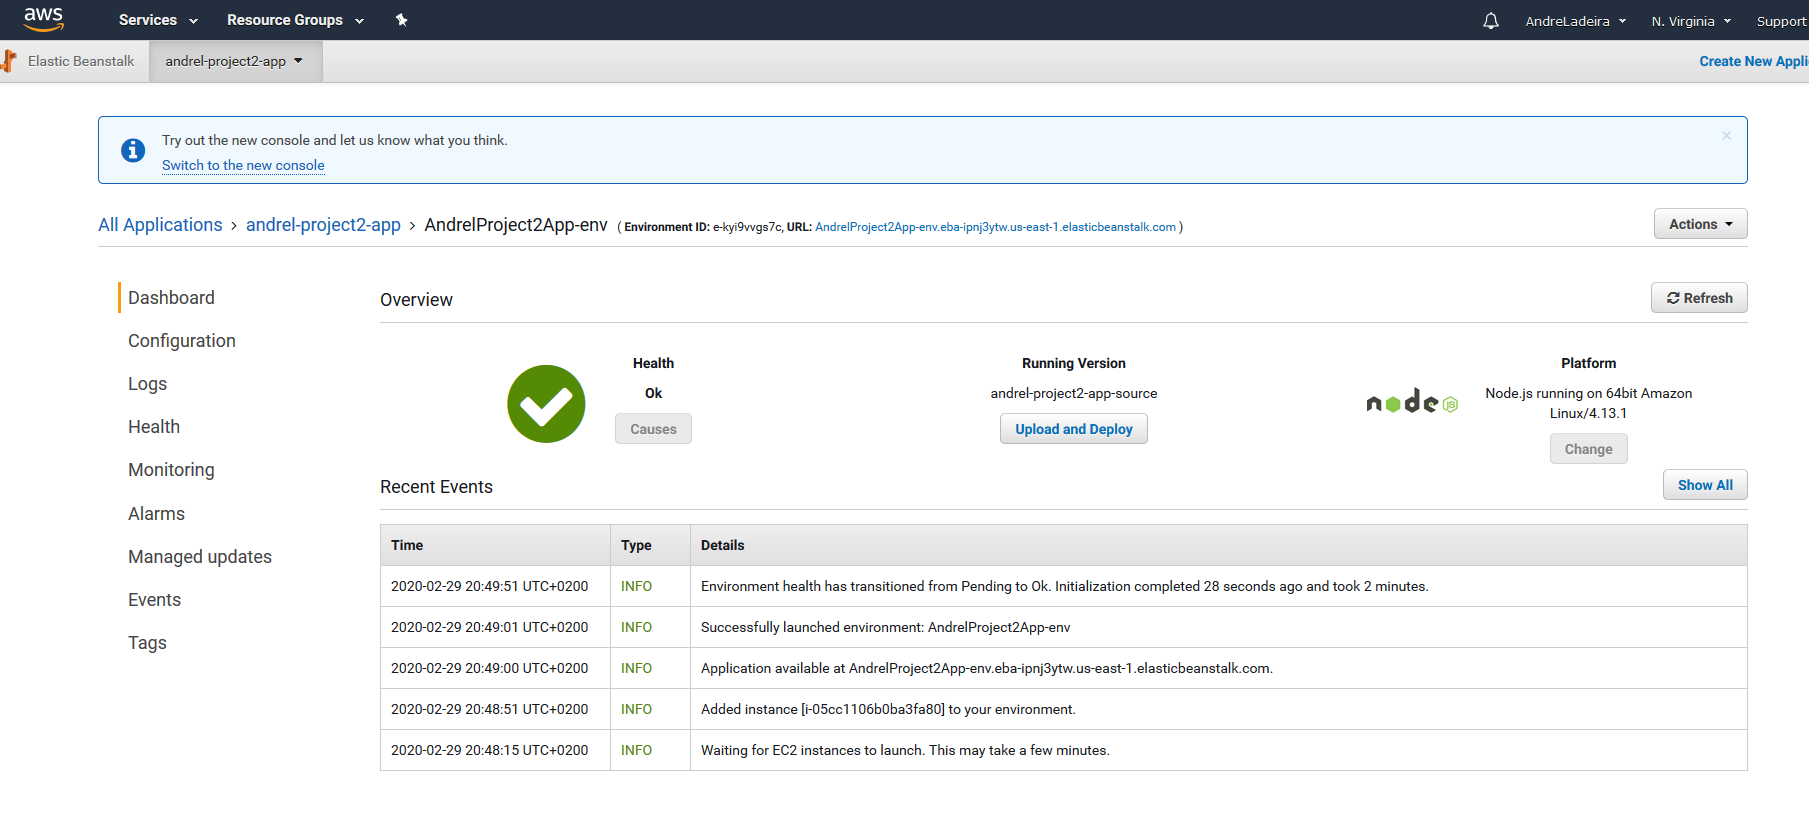 aws Services Resource Groups AndreLadeira N. Virginia Support
Elastic Beanstalk andrel-project2-app Create New Appli
Try out the new console and let us know what you think.
Switch to the new console
All Applications > andrel-project2-app > AndrelProject2App-env ( Environment ID: e-kyi9vvgs7c, URL: AndrelProject2App-env.eba-ipnj3ytw.us-east-1.elasticbeanstalk.com )
Actions
Dashboard
Configuration
Logs
Health
Monitoring
Alarms
Managed updates
Events
Tags
Overview
Refresh
Health
Ok
Causes
Running Version
andrel-project2-app-source
Upload and Deploy
node JS
Platform
Node.js running on 64bit Amazon
Linux/4.13.1
Change
Recent Events
Show All
Time Type Details
2020-02-29 20:49:51 UTC+0200 INFO Environment health has transitioned from Pending to Ok. Initialization completed 28 seconds ago and took 2 minutes.
2020-02-29 20:49:01 UTC+0200 INFO Successfully launched environment: AndrelProject2App-env
2020-02-29 20:49:00 UTC+0200 INFO Application available at AndrelProject2App-env.eba-ipnj3ytw.us-east-1.elasticbeanstalk.com.
2020-02-29 20:48:51 UTC+0200 INFO Added instance [i-05cc1106b0ba3fa80] to your environment.
2020-02-29 20:48:15 UTC+0200 INFO Waiting for EC2 instances to launch. This may take a few minutes.